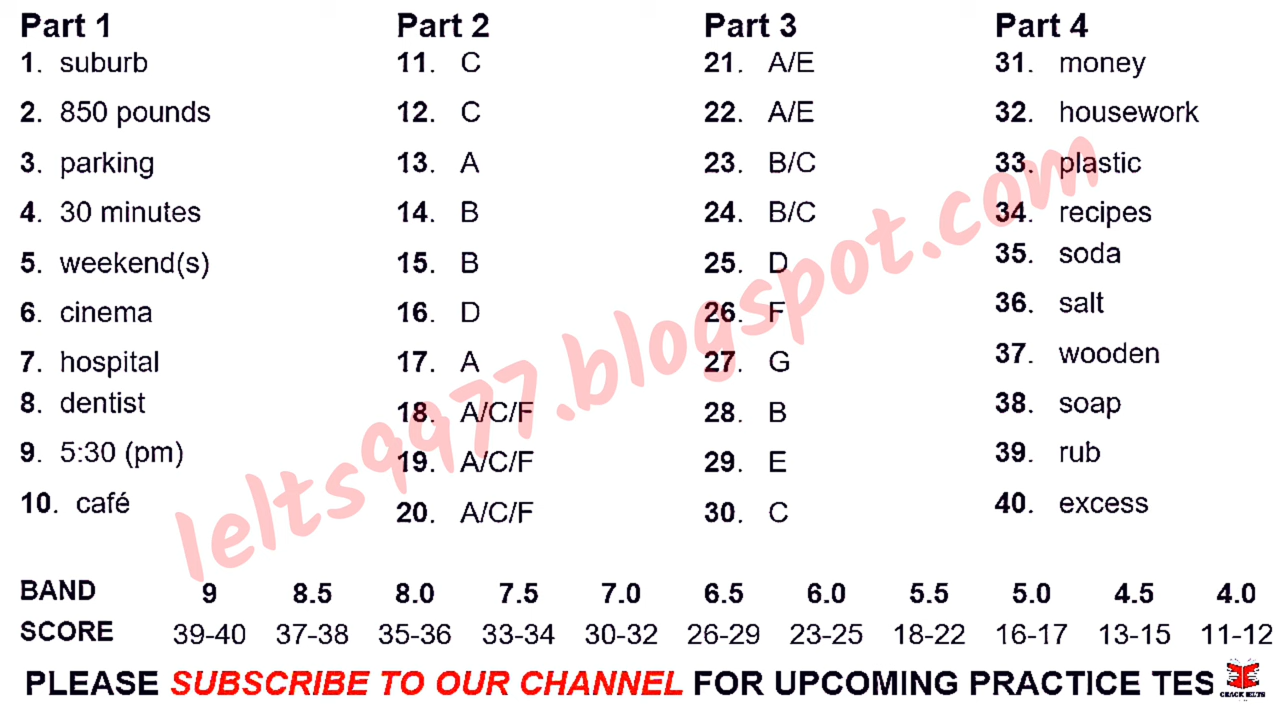 Part 1
1. suburb
2. 850 pounds
3. parking
4. 30 minutes
5. weekend(s)
6. cinema
7. hospital
8. dentist
9. 5:30 (pm)
10. café
Part 2
11. C
12. C
13. A
14. B
15. B
16. D
17. A
18. A/C/F
19. A/C/F
20. A/C/F
Part 3
21. A/E
22. A/E
23. B/C
24. B/C
25. D
26. F
27. G
28. B
29. E
30. C
Part 4
31. money
32. housework
33. plastic
34. recipes
35. soda
36. salt
37. wooden
38. soap
39. rub
40. excess
Ielts9977.blogspot.com
BAND 9 8.5 8.0 7.5 7.0 6.5 6.0 5.5 5.0 4.5 4.0
SCORE 39-40 37-38 35-36 33-34 30-32 26-29 23-25 18-22 16-17 13-15 11-12
PLEASE SUBSCRIBE TO OUR CHANNEL FOR UPCOMING PRACTICE TES
CRACK IELTS